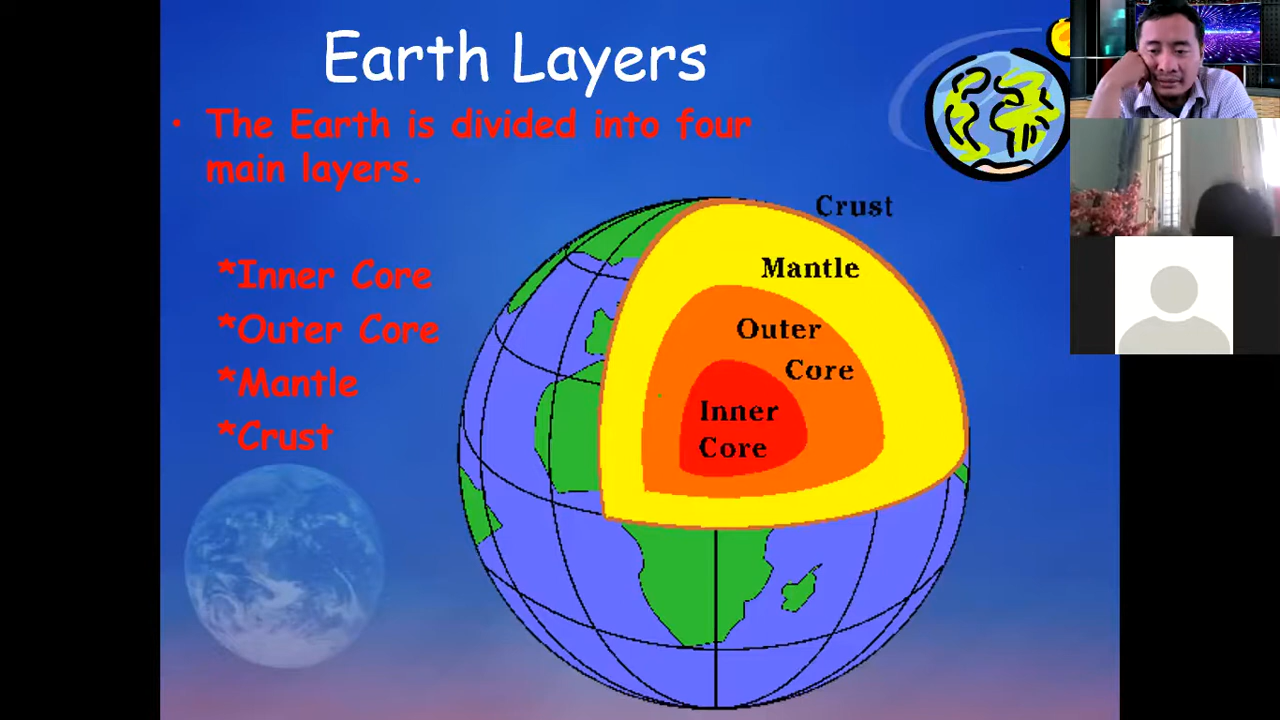 Earth Layers
• The Earth is divided into four
main layers.
*Inner Core
*Outer Core
*Mantle
*Crust
Crust
Mantle
Outer
Core
Inner
Core